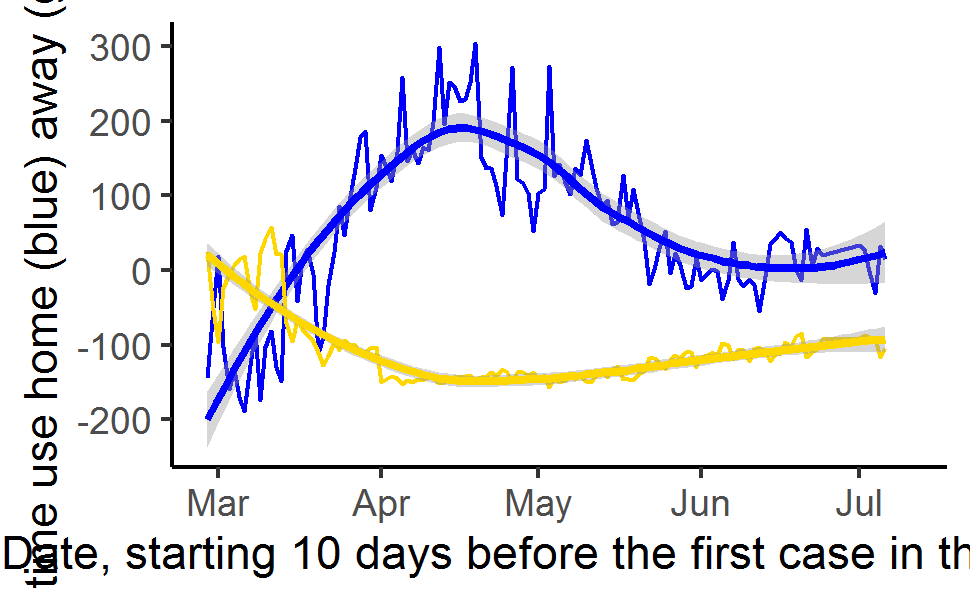 time use home (blue) away (
300
200
100
0
-100
-200
Mar Apr May Jun Jul
Date, starting 10 days before the first case in th